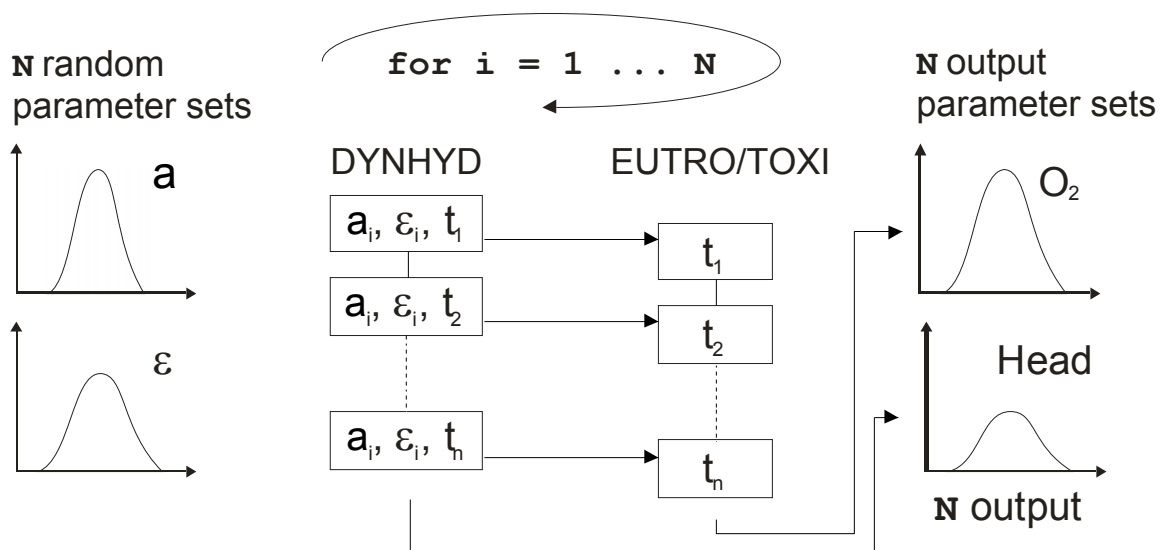 N random
parameter sets
a
ε
for i = 1 ... N
DYNHYD
aᵢ, εᵢ, t₁
aᵢ, εᵢ, t₂
aᵢ, εᵢ, tₙ
EUTRO/TOXI
t₁
t₂
tₙ
N output
parameter sets
O₂
Head
N output